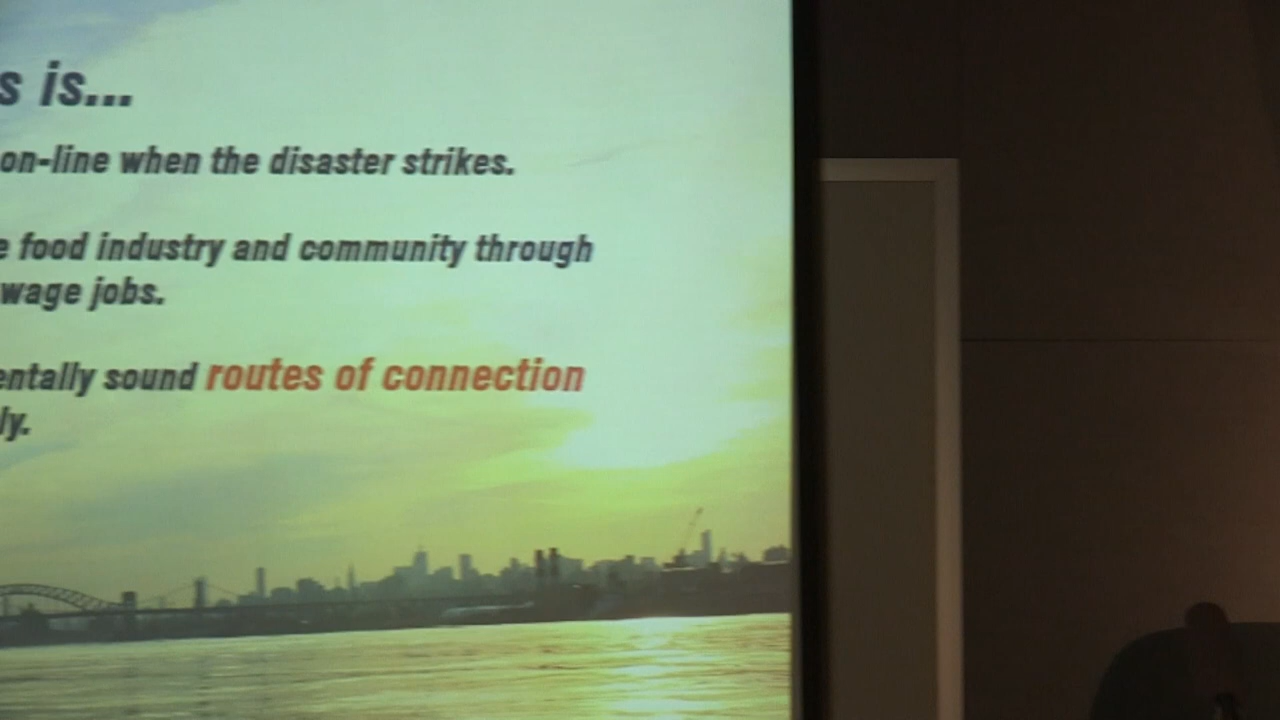 s is...
on-line when the disaster strikes.
e food industry and community through
wage jobs.
entally sound routes of connection
ly.